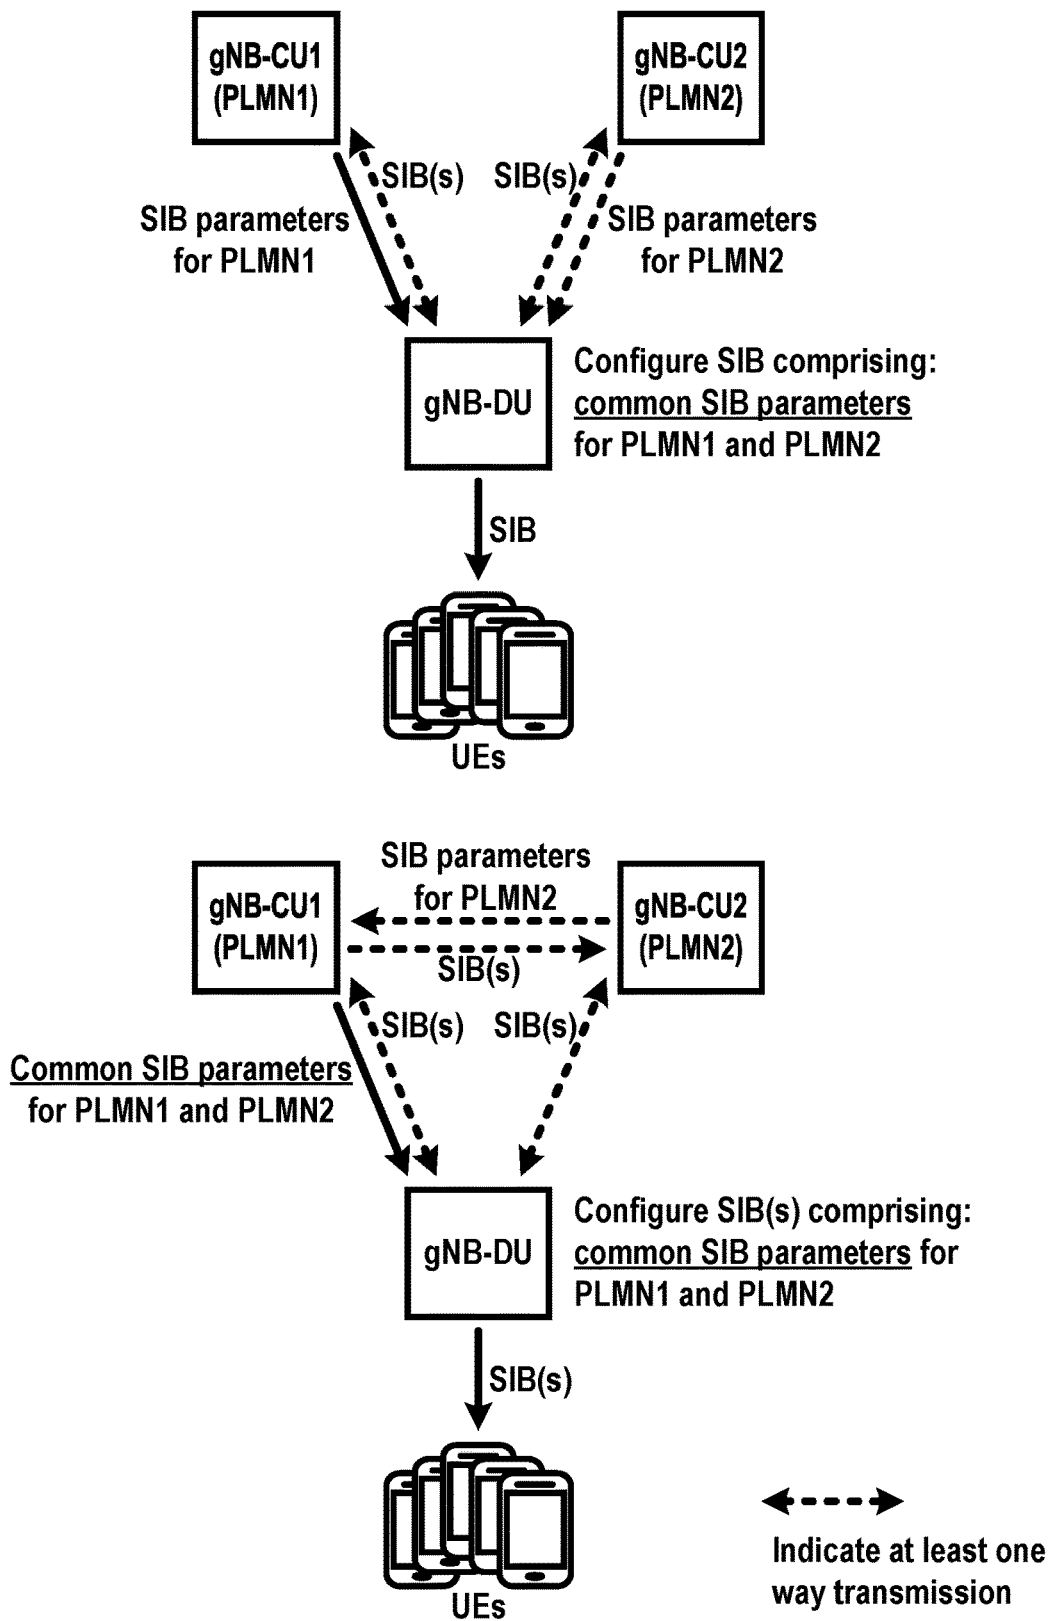 gNB-CU1
(PLMN1)
gNB-CU2
(PLMN2)
SIB(s)
SIB(s)
SIB parameters
for PLMN1
SIB parameters
for PLMN2
gNB-DU
Configure SIB comprising:
common SIB parameters
for PLMN1 and PLMN2
SIB
UEs
SIB parameters
for PLMN2
gNB-CU1
(PLMN1)
gNB-CU2
(PLMN2)
SIB(s)
SIB(s)
SIB(s)
Common SIB parameters
for PLMN1 and PLMN2
gNB-DU
Configure SIB(s) comprising:
common SIB parameters for
PLMN1 and PLMN2
SIB(s)
UEs
Indicate at least one
way transmission